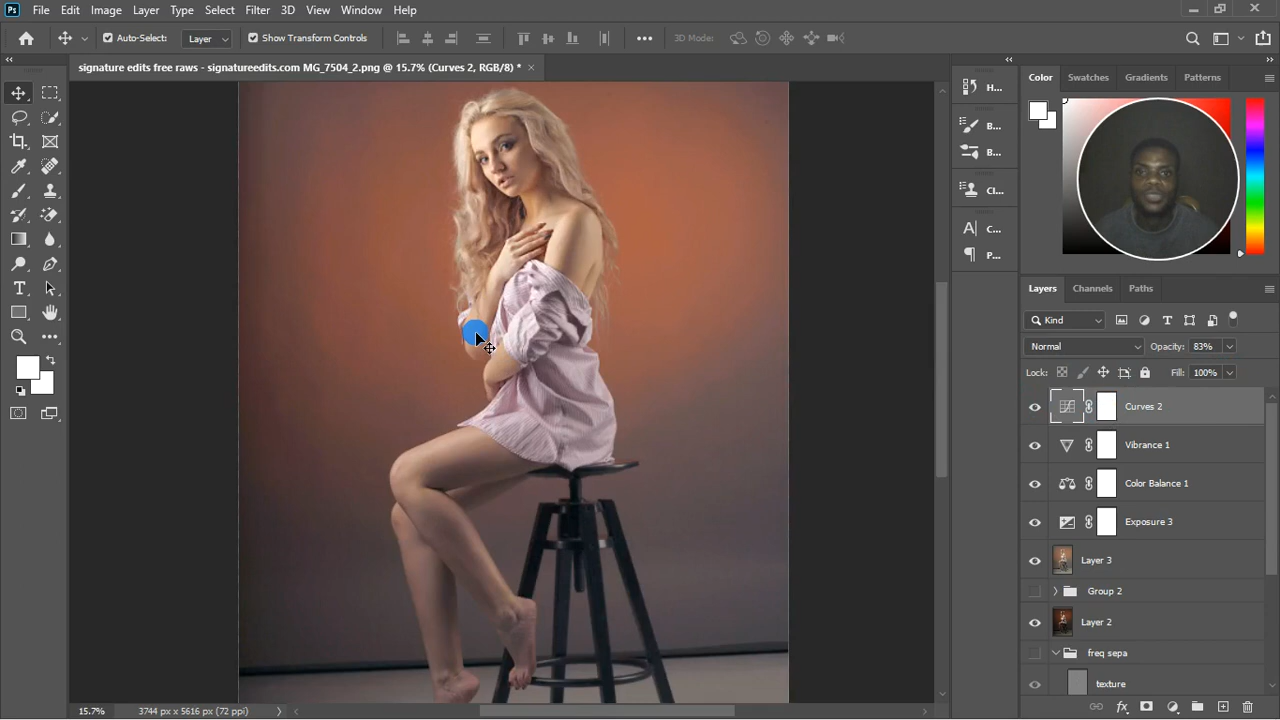 Ps File Edit Image Layer Type Select Filter 3D View Window Help
Auto-Select: Layer Show Transform Controls 3D Mode:
signature edits free raws - signatureedits.com MG_7504_2.png @ 15.7% (Curves 2, RGB/8) *
H...
B...
B...
Cl...
C...
P...
Color Swatches Gradients Patterns
Layers Channels Paths
Kind
Normal Opacity: 83%
Lock: Fill: 100%
Curves 2
Vibrance 1
Color Balance 1
Exposure 3
Layer 3
Group 2
Layer 2
freq sepa
texture
15.7% 3744 px x 5616 px (72 ppi)